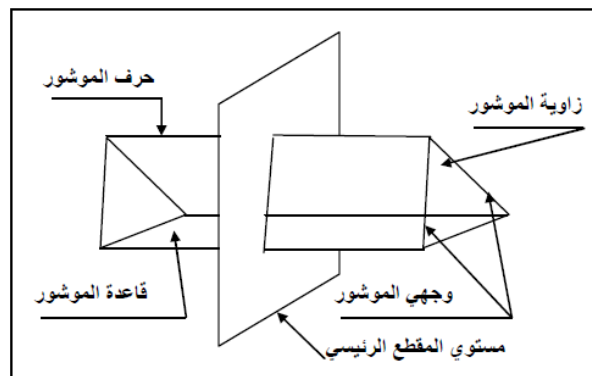 حرف الموشور
زاوية الموشور
قاعدة الموشور
وجهي الموشور
مستوي المقطع الرئيسي